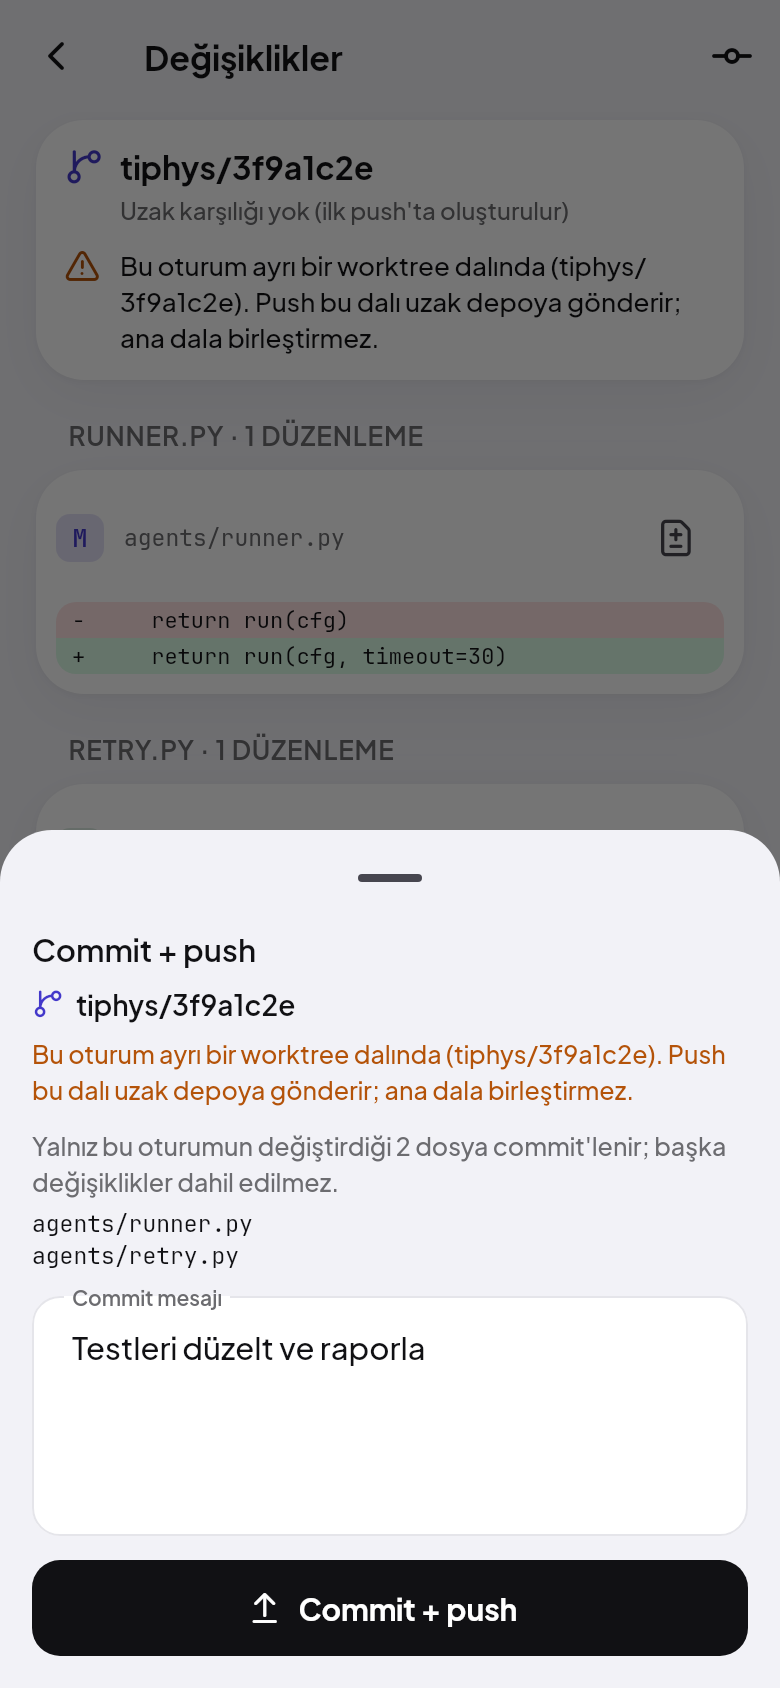 Değişiklikler
tiphys/3f9a1c2e
Uzak karşılığı yok (ilk push'ta oluşturulur)
Bu oturum ayrı bir worktree dalında (tiphys/
3f9a1c2e). Push bu dalı uzak depoya gönderir;
ana dala birleştirmez.
RUNNER.PY · 1 DÜZENLEME
M agents/runner.py
- return run(cfg)
+ return run(cfg, timeout=30)
RETRY.PY · 1 DÜZENLEME
Commit + push
tiphys/3f9a1c2e
Bu oturum ayrı bir worktree dalında (tiphys/3f9a1c2e). Push
bu dalı uzak depoya gönderir; ana dala birleştirmez.
Yalnız bu oturumun değiştirdiği 2 dosya commit'lenir; başka
değişiklikler dahil edilmez.
agents/runner.py
agents/retry.py
Commit mesajı
Testleri düzelt ve raporla
Commit + push